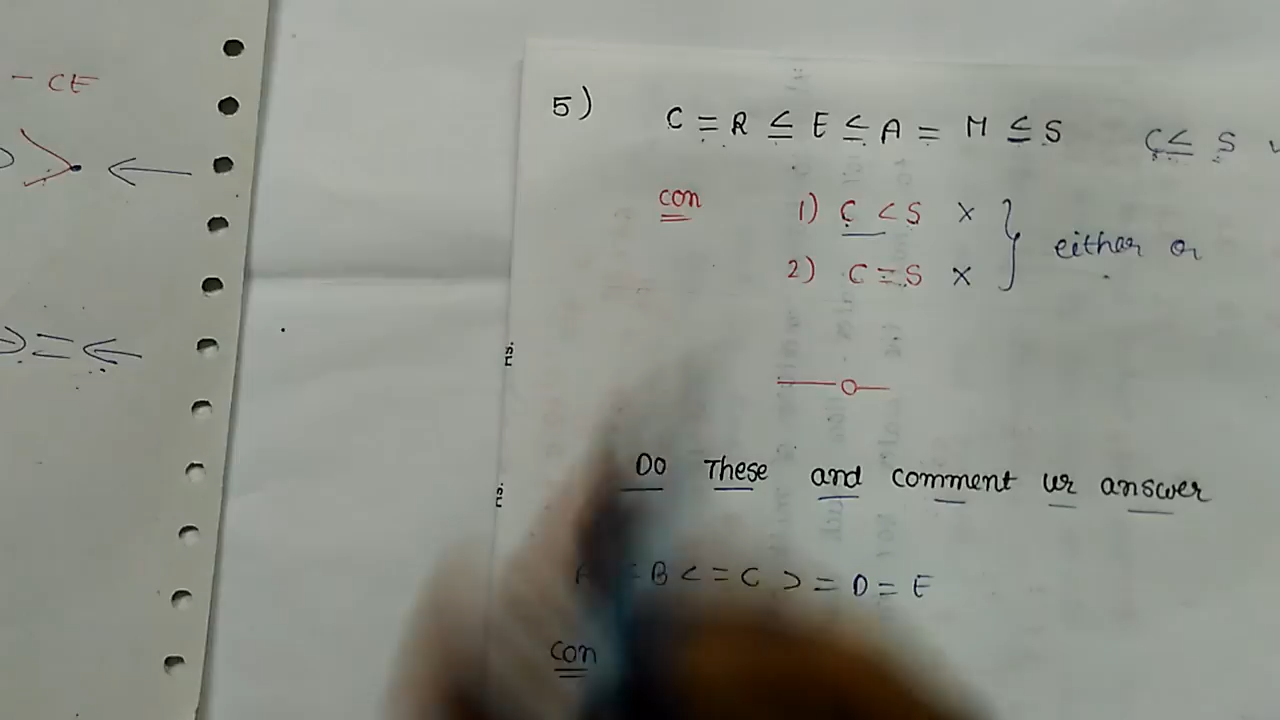 - CE
5) C = R ≤ E ≤ A = M ≤ S C ≤ S
con 1) C < S ×
either or
2) C = S ×
Do These and comment ur answer
B < = C > = D = E
con